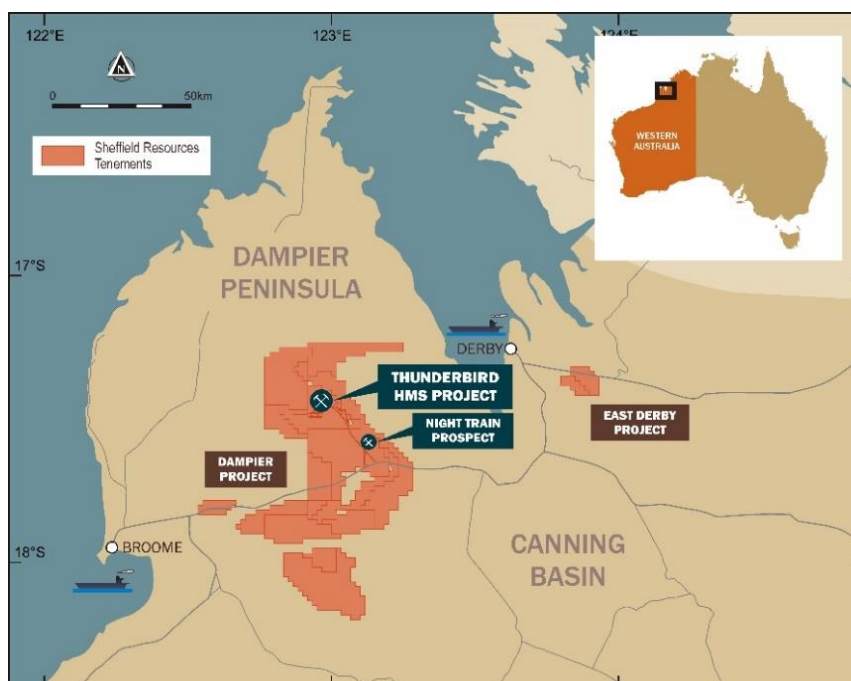 122°E
123°E
124°E
N
0
50km
Sheffield Resources
Tenements
WESTERN
AUSTRALIA
17°S
DAMPIER
PENINSULA
DERBY
THUNDERBIRD
HMS PROJECT
NIGHT TRAIN
PROSPECT
EAST DERBY
PROJECT
DAMPIER
PROJECT
18°S
BROOME
CANNING
BASIN